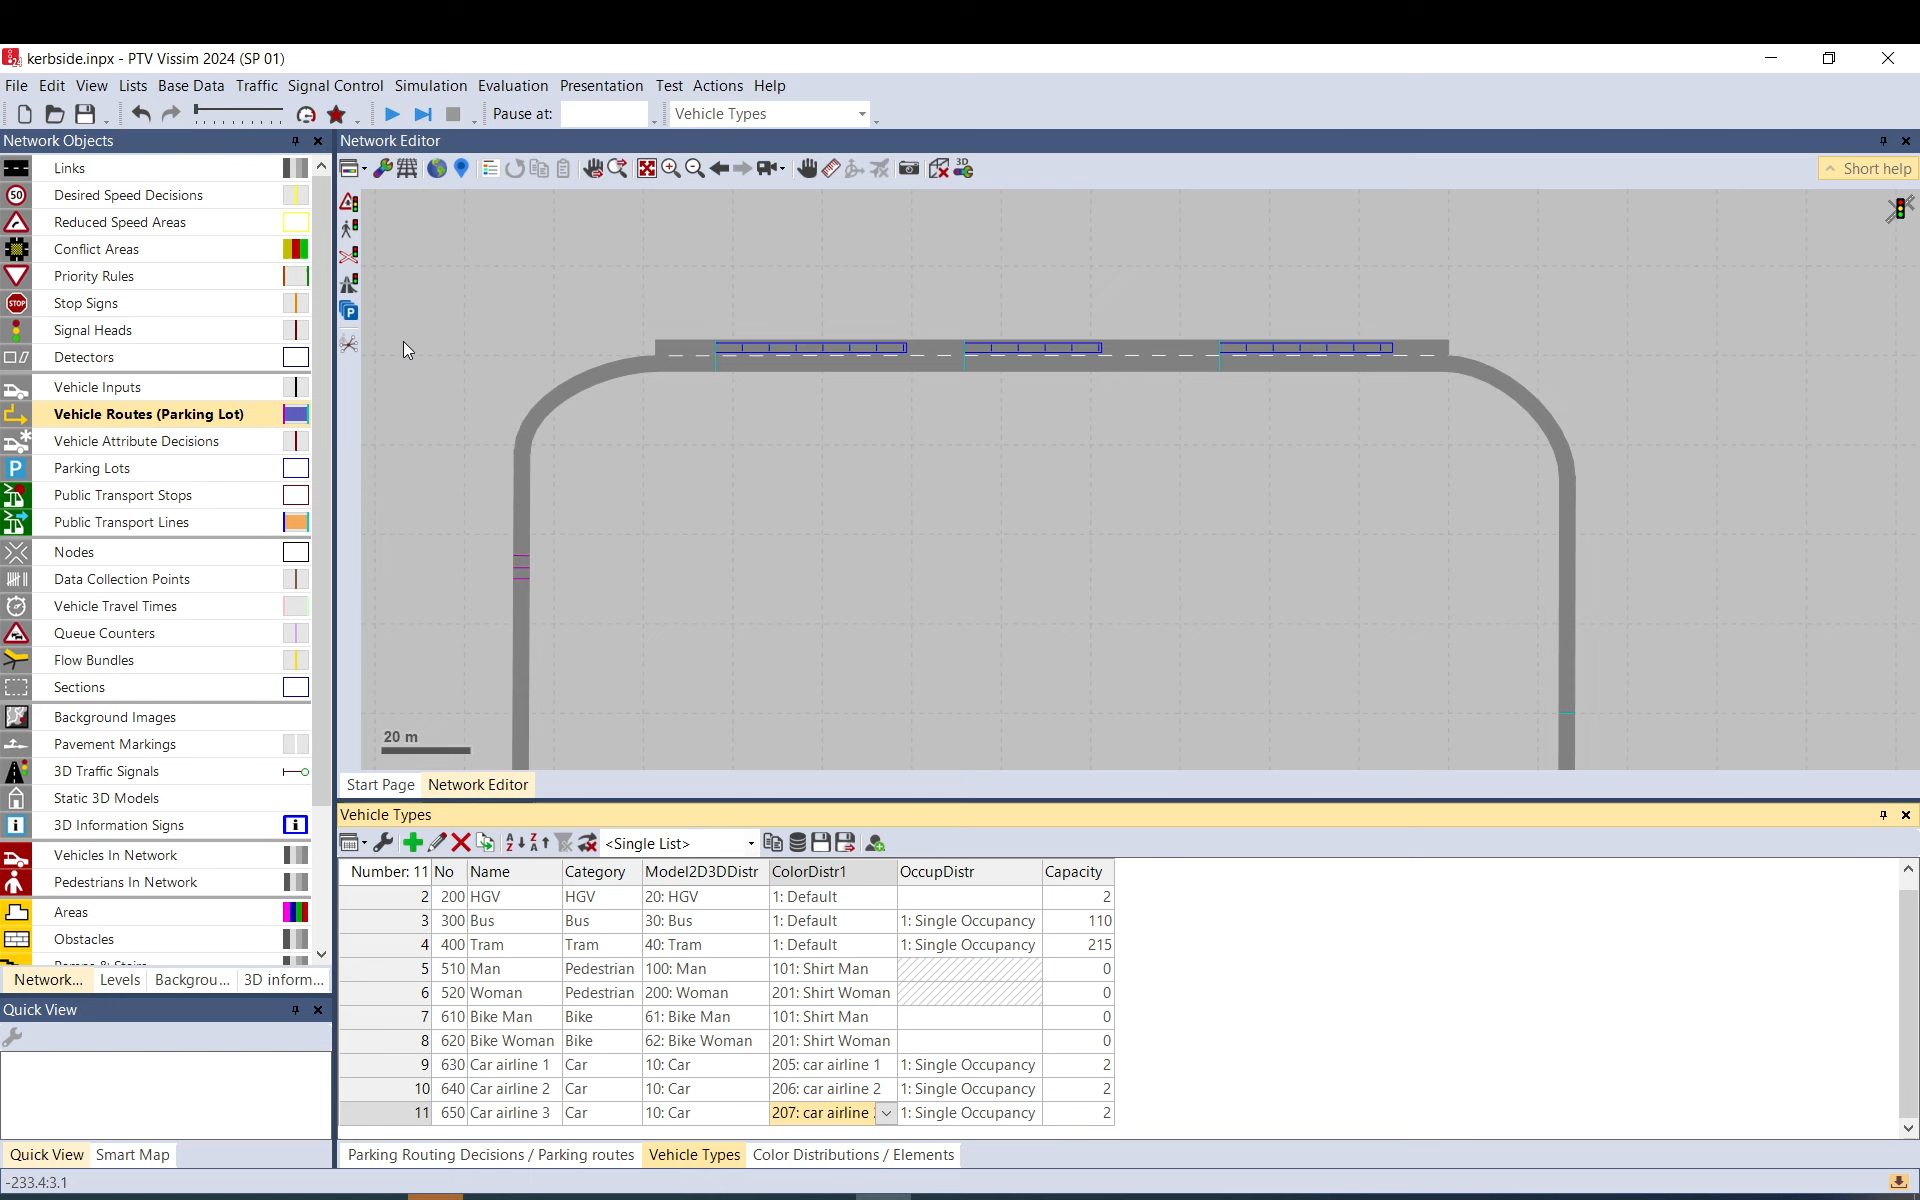 kerbside.inpx - PTV Vissim 2024 (SP 01)
File Edit View Lists Base Data Traffic Signal Control Simulation Evaluation Presentation Test Actions Help
Pause at: Vehicle Types
Network Objects
Links
50 Desired Speed Decisions
Reduced Speed Areas
Conflict Areas
Priority Rules
STOP Stop Signs
Signal Heads
Detectors
Vehicle Inputs
Vehicle Routes (Parking Lot)
Vehicle Attribute Decisions
P Parking Lots
Public Transport Stops
Public Transport Lines
Nodes
Data Collection Points
Vehicle Travel Times
Queue Counters
Flow Bundles
Sections
Background Images
Pavement Markings
3D Traffic Signals
Static 3D Models
3D Information Signs
Vehicles In Network
Pedestrians In Network
Areas
Obstacles
Network... Levels Backgrou... 3D inform...
Quick View
Quick View Smart Map
-233.4:3.1
Network Editor
3D
Short help
P
20 m
Start Page Network Editor
Vehicle Types
<Single List>
Number: 11 No Name Category Model2D3DDistr ColorDistr1 OccupDistr Capacity
2 200 HGV HGV 20: HGV 1: Default 2
3 300 Bus Bus 30: Bus 1: Default 1: Single Occupancy 110
4 400 Tram Tram 40: Tram 1: Default 1: Single Occupancy 215
5 510 Man Pedestrian 100: Man 101: Shirt Man 0
6 520 Woman Pedestrian 200: Woman 201: Shirt Woman 0
7 610 Bike Man Bike 61: Bike Man 101: Shirt Man 0
8 620 Bike Woman Bike 62: Bike Woman 201: Shirt Woman 0
9 630 Car airline 1 Car 10: Car 205: car airline 1 1: Single Occupancy 2
10 640 Car airline 2 Car 10: Car 206: car airline 2 1: Single Occupancy 2
11 650 Car airline 3 Car 10: Car 207: car airline 1: Single Occupancy 2
Parking Routing Decisions / Parking routes Vehicle Types Color Distributions / Elements